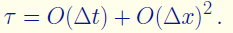 τ = O(Δt) + O(Δx)² .